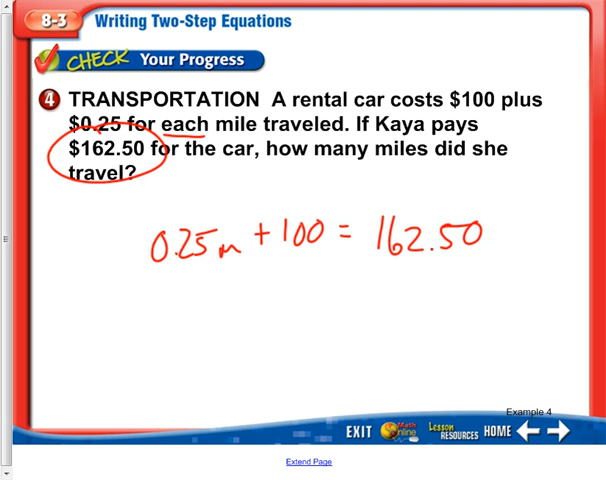 8-3 Writing Two-Step Equations
CHECK Your Progress
4 TRANSPORTATION A rental car costs $100 plus
$0.25 for each mile traveled. If Kaya pays
$162.50 for the car, how many miles did she
travel?
0.25m + 100 = 162.50
Example 4
EXIT Math Online Lesson RESOURCES HOME
Extend Page